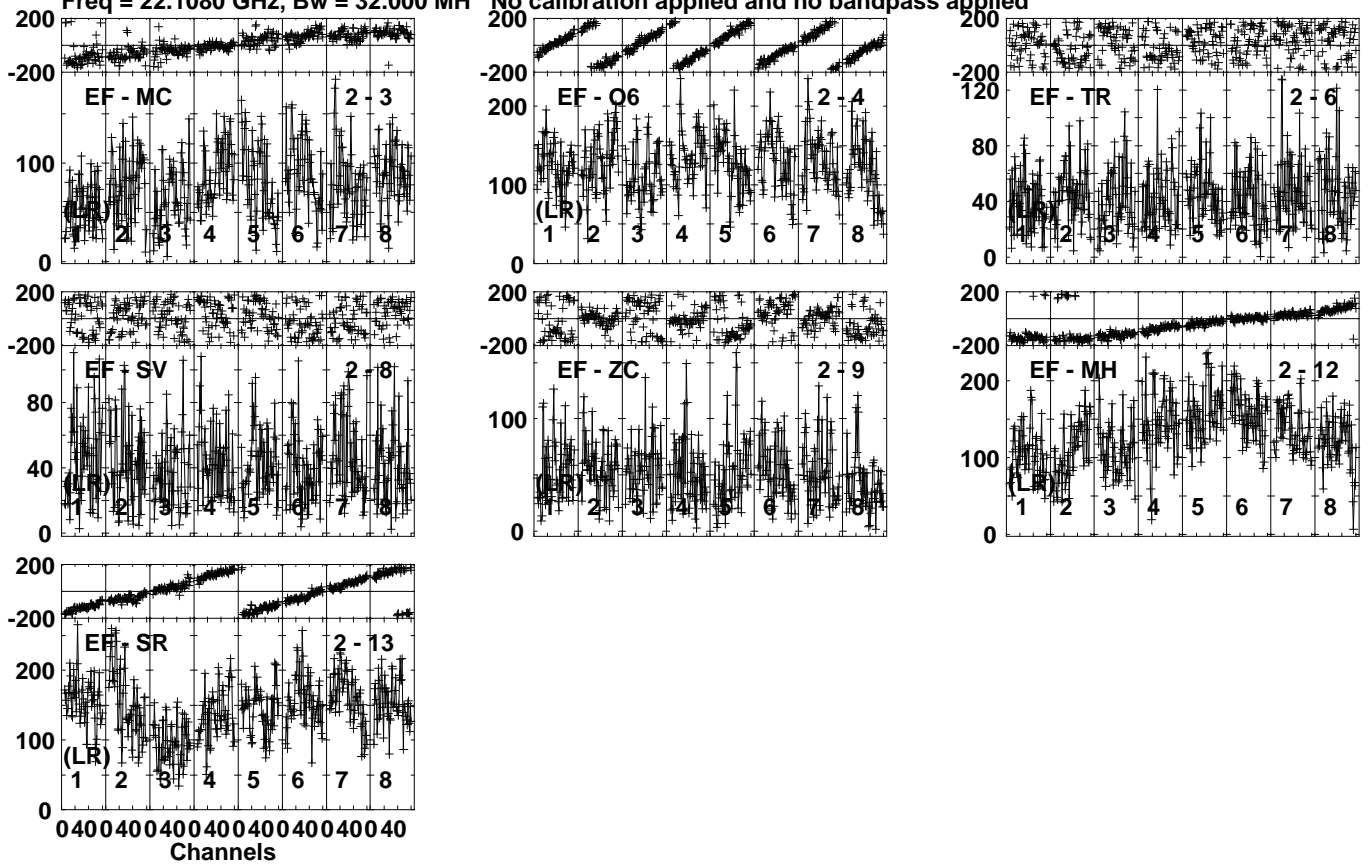 Freq = 22.1080 GHz, Bw = 32.000 MH No calibration applied and no bandpass applied
200
-200
EF - MC 2 - 3
100
(LR)
1 2 3 4 5 6 7 8
0
200
-200
EF - O6 2 - 4
200
100
(LR)
1 2 3 4 5 6 7 8
0
200
-200
EF - TR 2 - 6
120
80
40
(LR)
1 2 3 4 5 6 7 8
0
200
-200
EF - SV 2 - 8
80
40
(LR)
1 2 3 4 5 6 7 8
0
200
-200
EF - ZC 2 - 9
100
(LR)
1 2 3 4 5 6 7 8
0
200
-200
EF - MH 2 - 12
200
100
(LR)
1 2 3 4 5 6 7 8
0
200
-200
EF - SR 2 - 13
200
100
(LR)
1 2 3 4 5 6 7 8
0
0 40 0 40 0 40 0 40 0 40 0 40 0 40 0 40
Channels